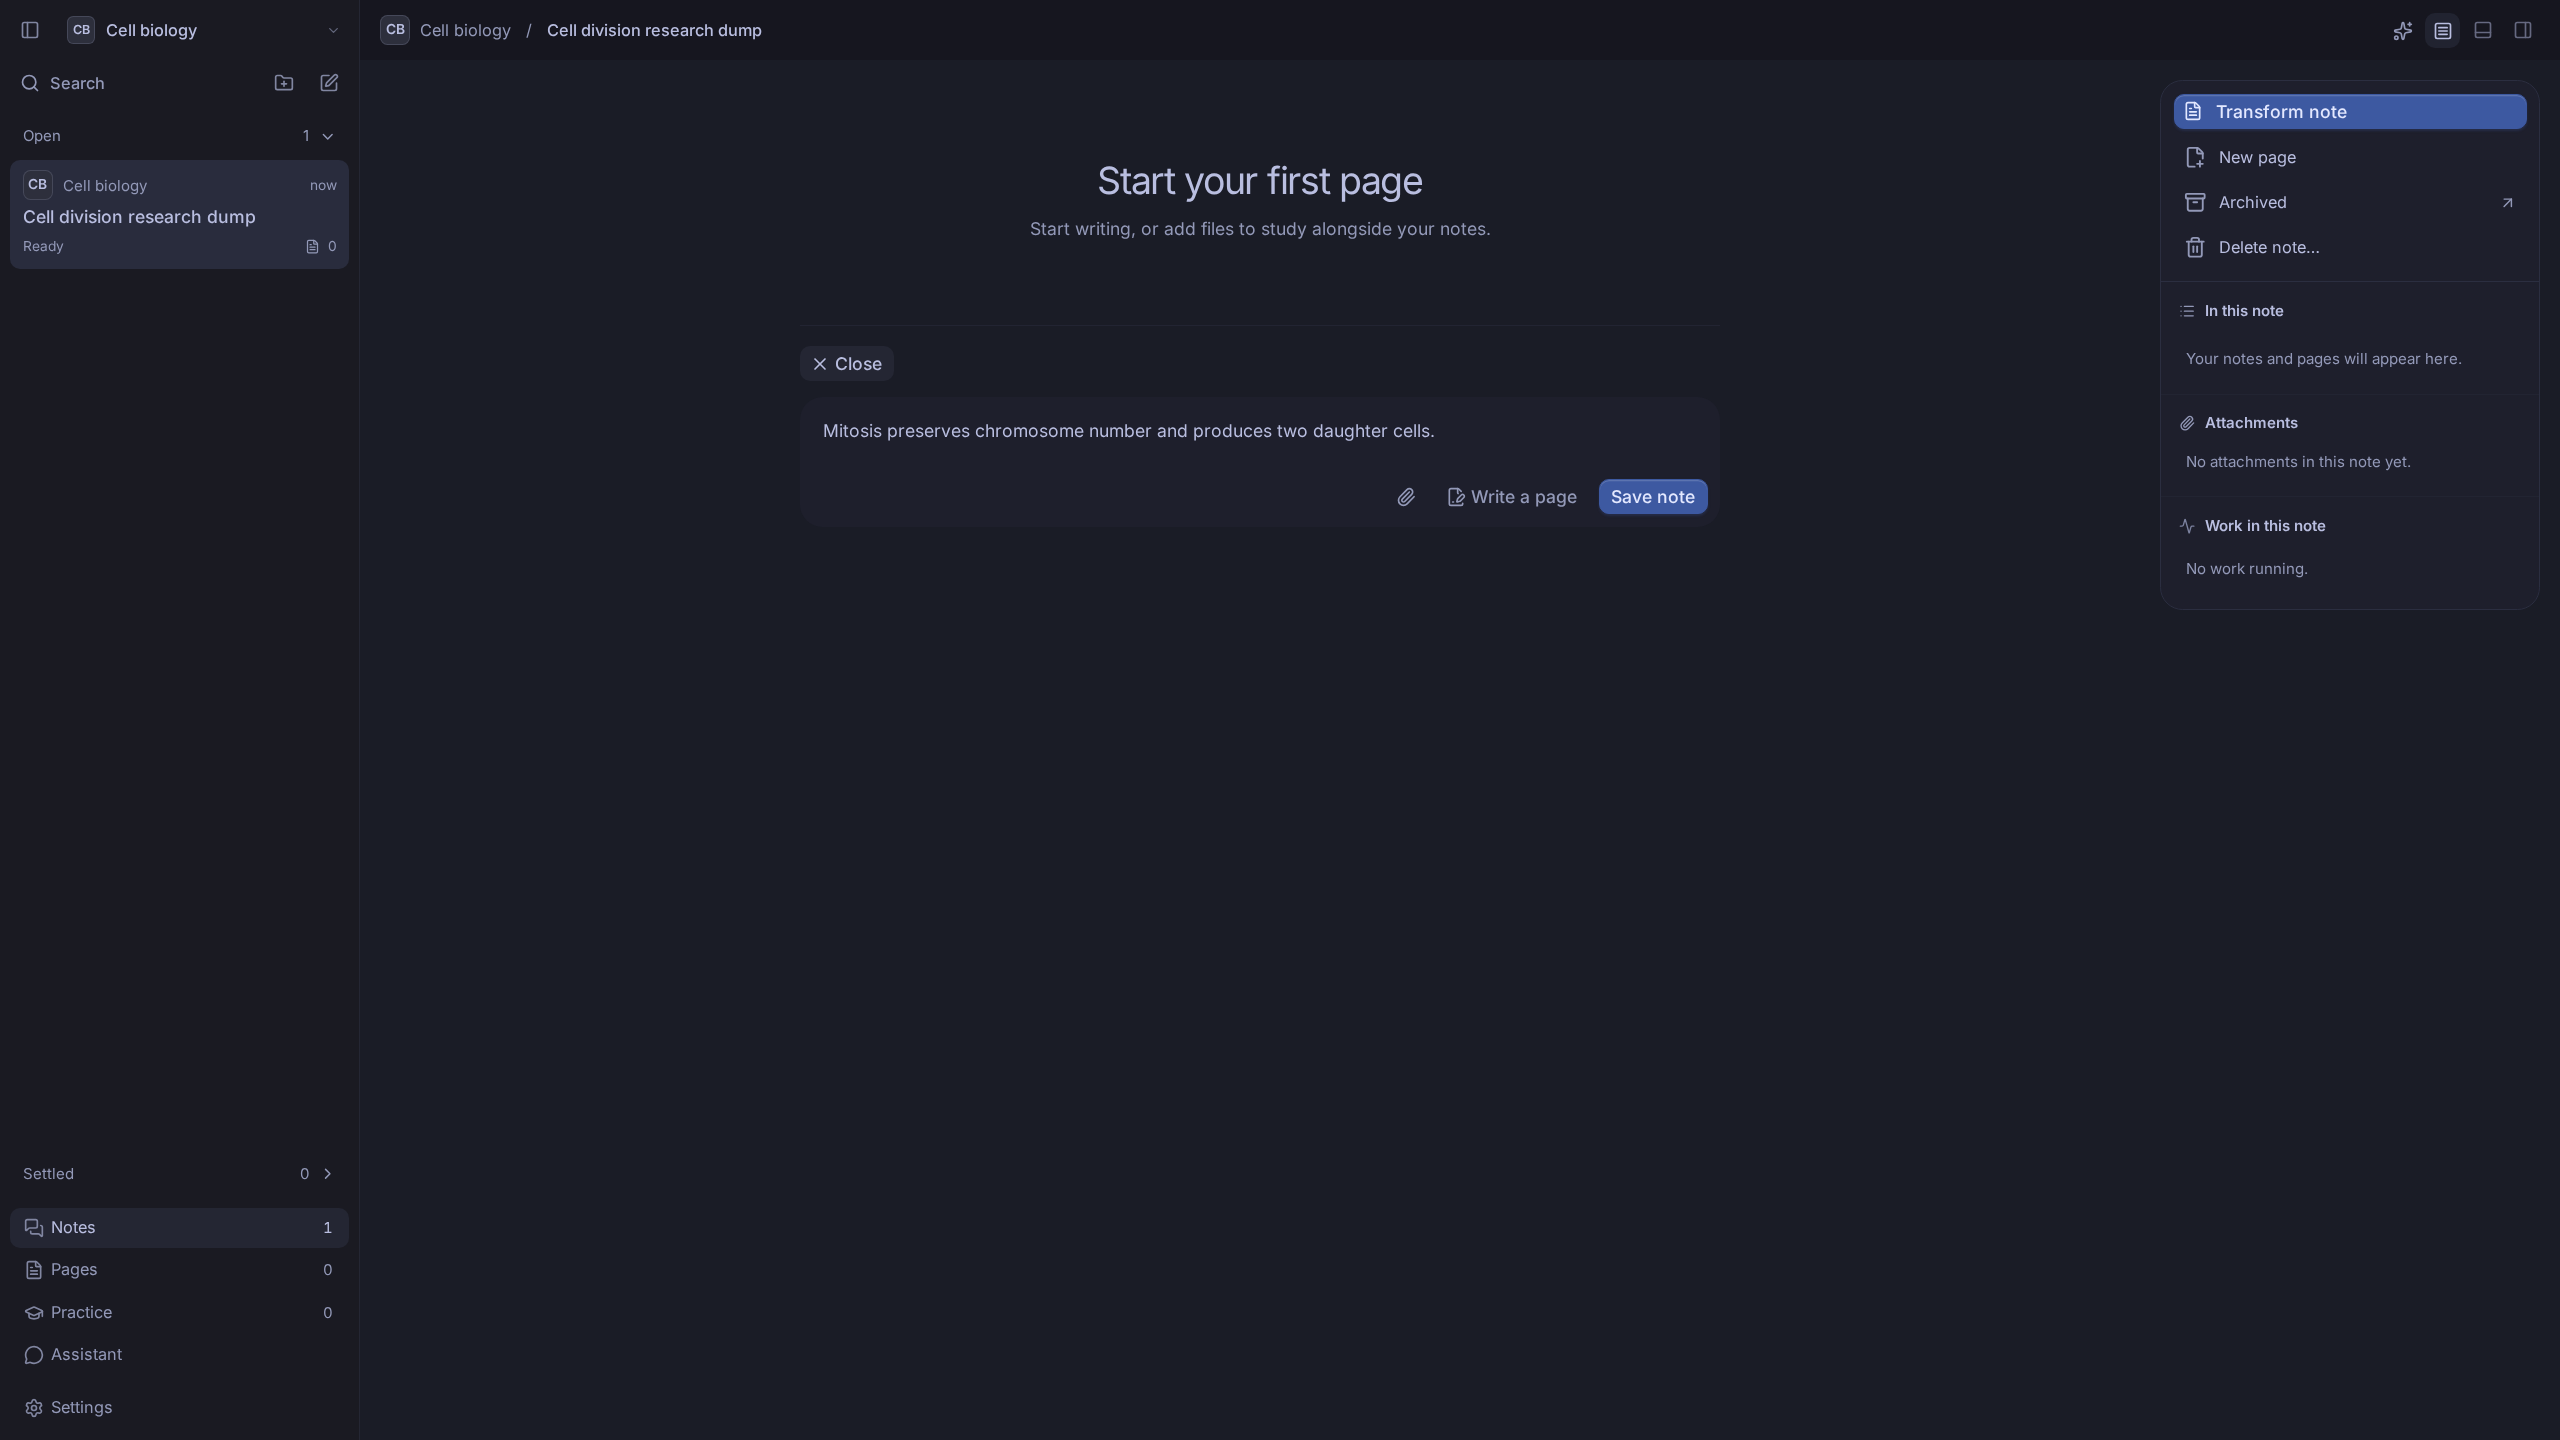 CB Cell biology
Search
Open 1
CB Cell biology now
Cell division research dump
Ready 0
Settled 0
Notes 1
Pages 0
Practice 0
Assistant
Settings
CB Cell biology / Cell division research dump
Start your first page
Start writing, or add files to study alongside your notes.
Close
Mitosis preserves chromosome number and produces two daughter cells.
Write a page Save note
Transform note
New page
Archived
Delete note...
In this note
Your notes and pages will appear here.
Attachments
No attachments in this note yet.
Work in this note
No work running.